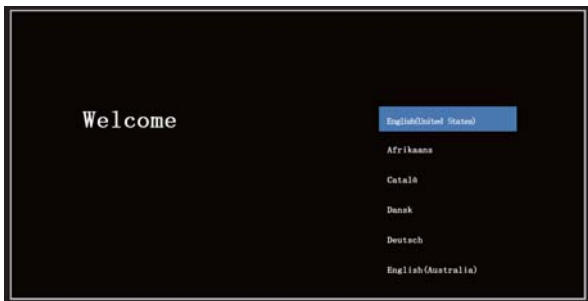 Welcome
English(United States)
Afrikaans
Català
Dansk
Deutsch
English(Australia)